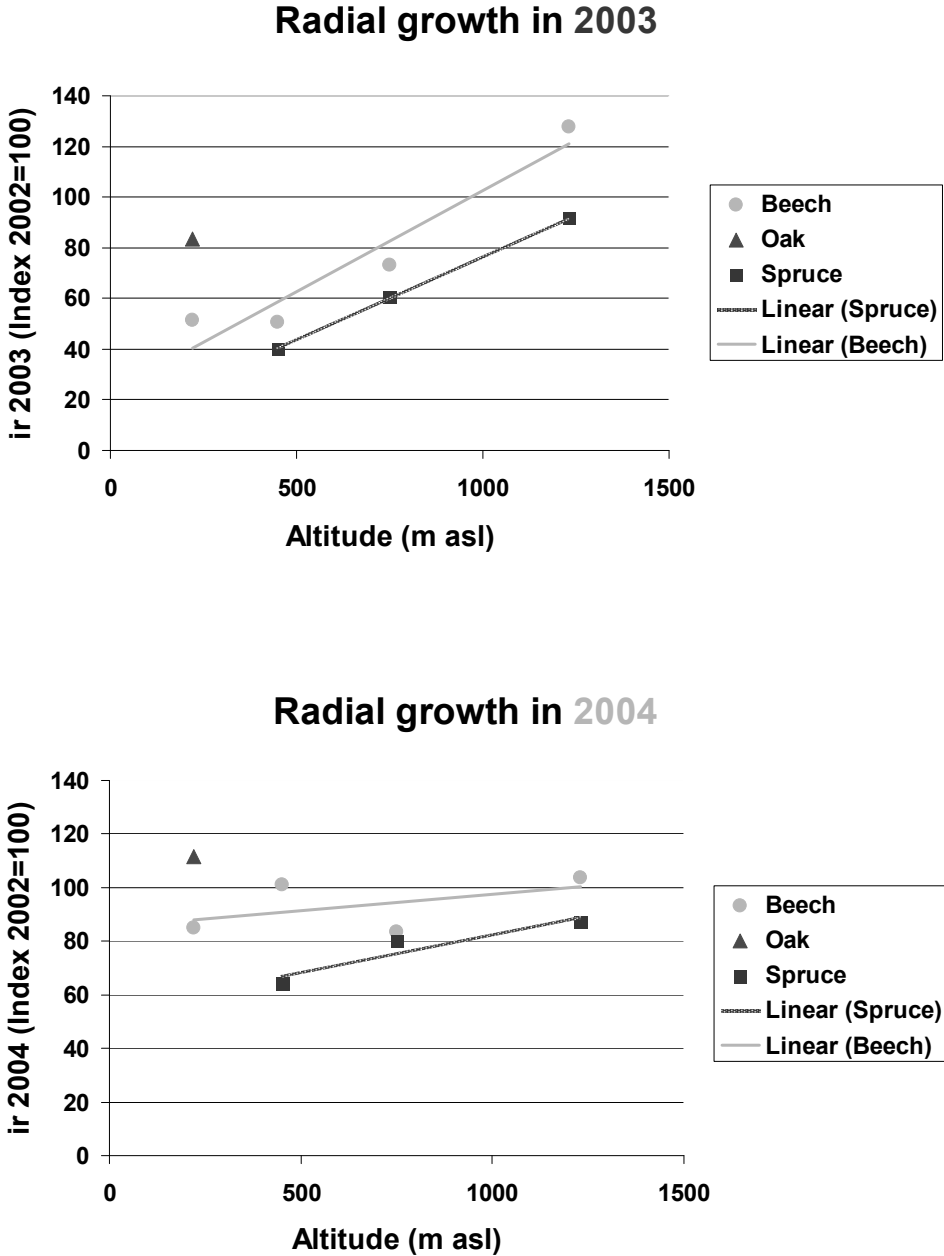 Radial growth in 2003
ir 2003 (Index 2002=100)
140
120
100
80
60
40
20
0
0 500 1000 1500
Altitude (m asl)
Beech
Oak
Spruce
Linear (Spruce)
Linear (Beech)
Radial growth in 2004
ir 2004 (Index 2002=100)
140
120
100
80
60
40
20
0
0 500 1000 1500
Altitude (m asl)
Beech
Oak
Spruce
Linear (Spruce)
Linear (Beech)